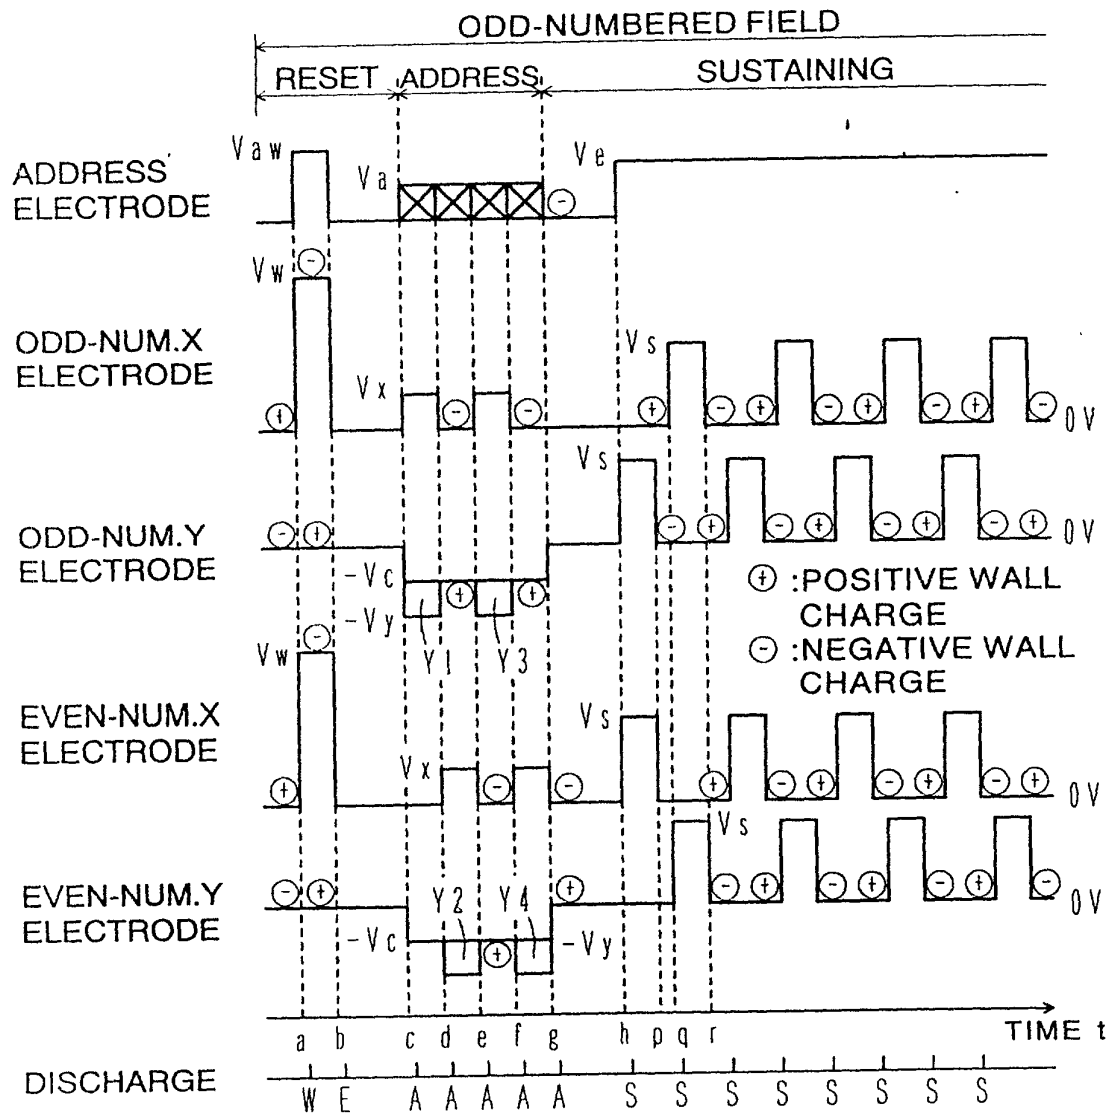 ODD-NUMBERED FIELD
RESET ADDRESS SUSTAINING
ADDRESS
ELECTRODE
Vaw
Va
Ve
Vw
ODD-NUM.X
ELECTRODE
Vx
Vs
0V
ODD-NUM.Y
ELECTRODE
Vs
0V
-Vc
-Vy
Y1 Y3
+ :POSITIVE WALL
CHARGE
- :NEGATIVE WALL
CHARGE
Vw
EVEN-NUM.X
ELECTRODE
Vx
Vs
0V
EVEN-NUM.Y
ELECTRODE
Vs
0V
Y2 Y4
-Vc
-Vy
a b c d e f g h p q r
TIME t
DISCHARGE
W E A A A A A S S S S S S S S